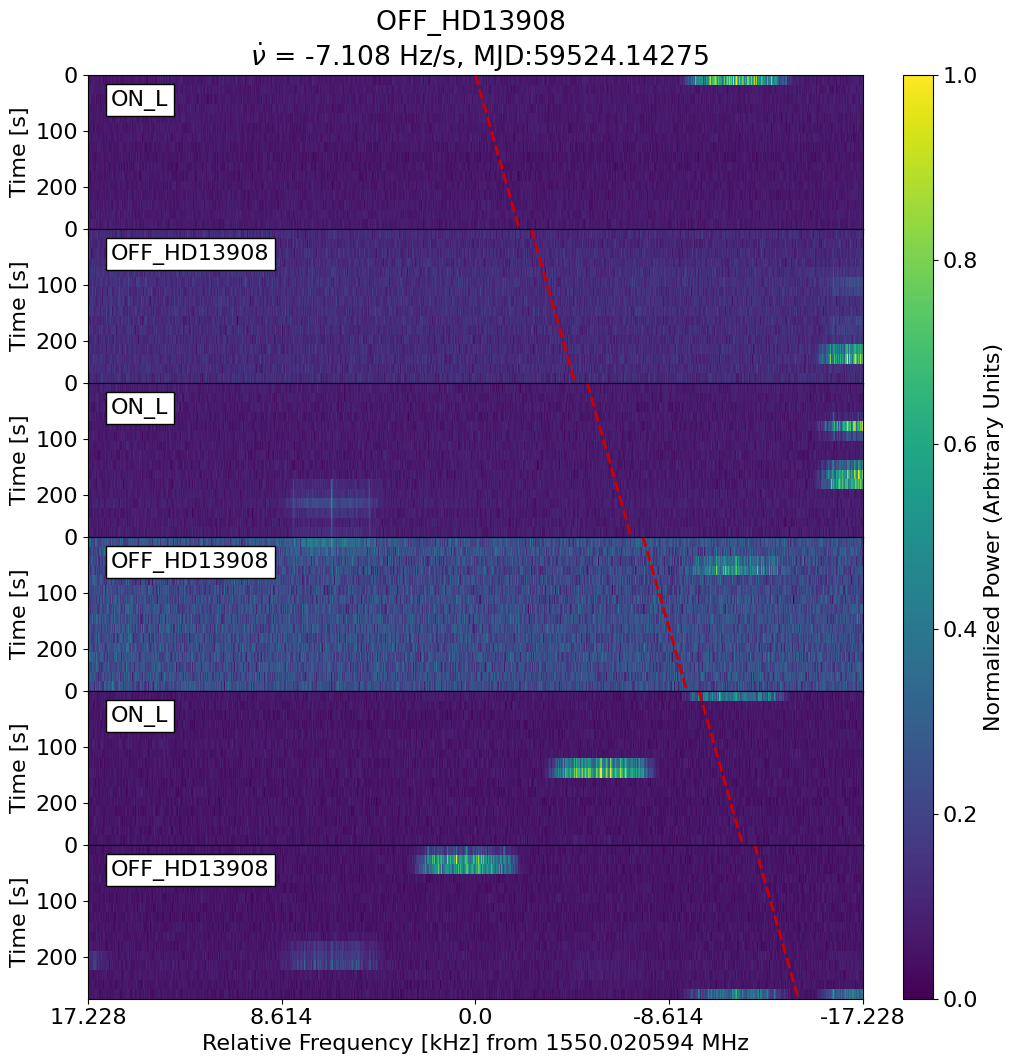 OFF_HD13908
ν̇ = -7.108 Hz/s, MJD:59524.14275
0
ON_L
100
Time [s]
200
0
OFF_HD13908
100
Time [s]
200
0
ON_L
100
Time [s]
200
0
OFF_HD13908
100
Time [s]
200
0
ON_L
100
Time [s]
200
0
OFF_HD13908
100
Time [s]
200
17.228 8.614 0.0 -8.614 -17.228
Relative Frequency [kHz] from 1550.020594 MHz
1.0
0.8
0.6
0.4
0.2
0.0
Normalized Power (Arbitrary Units)